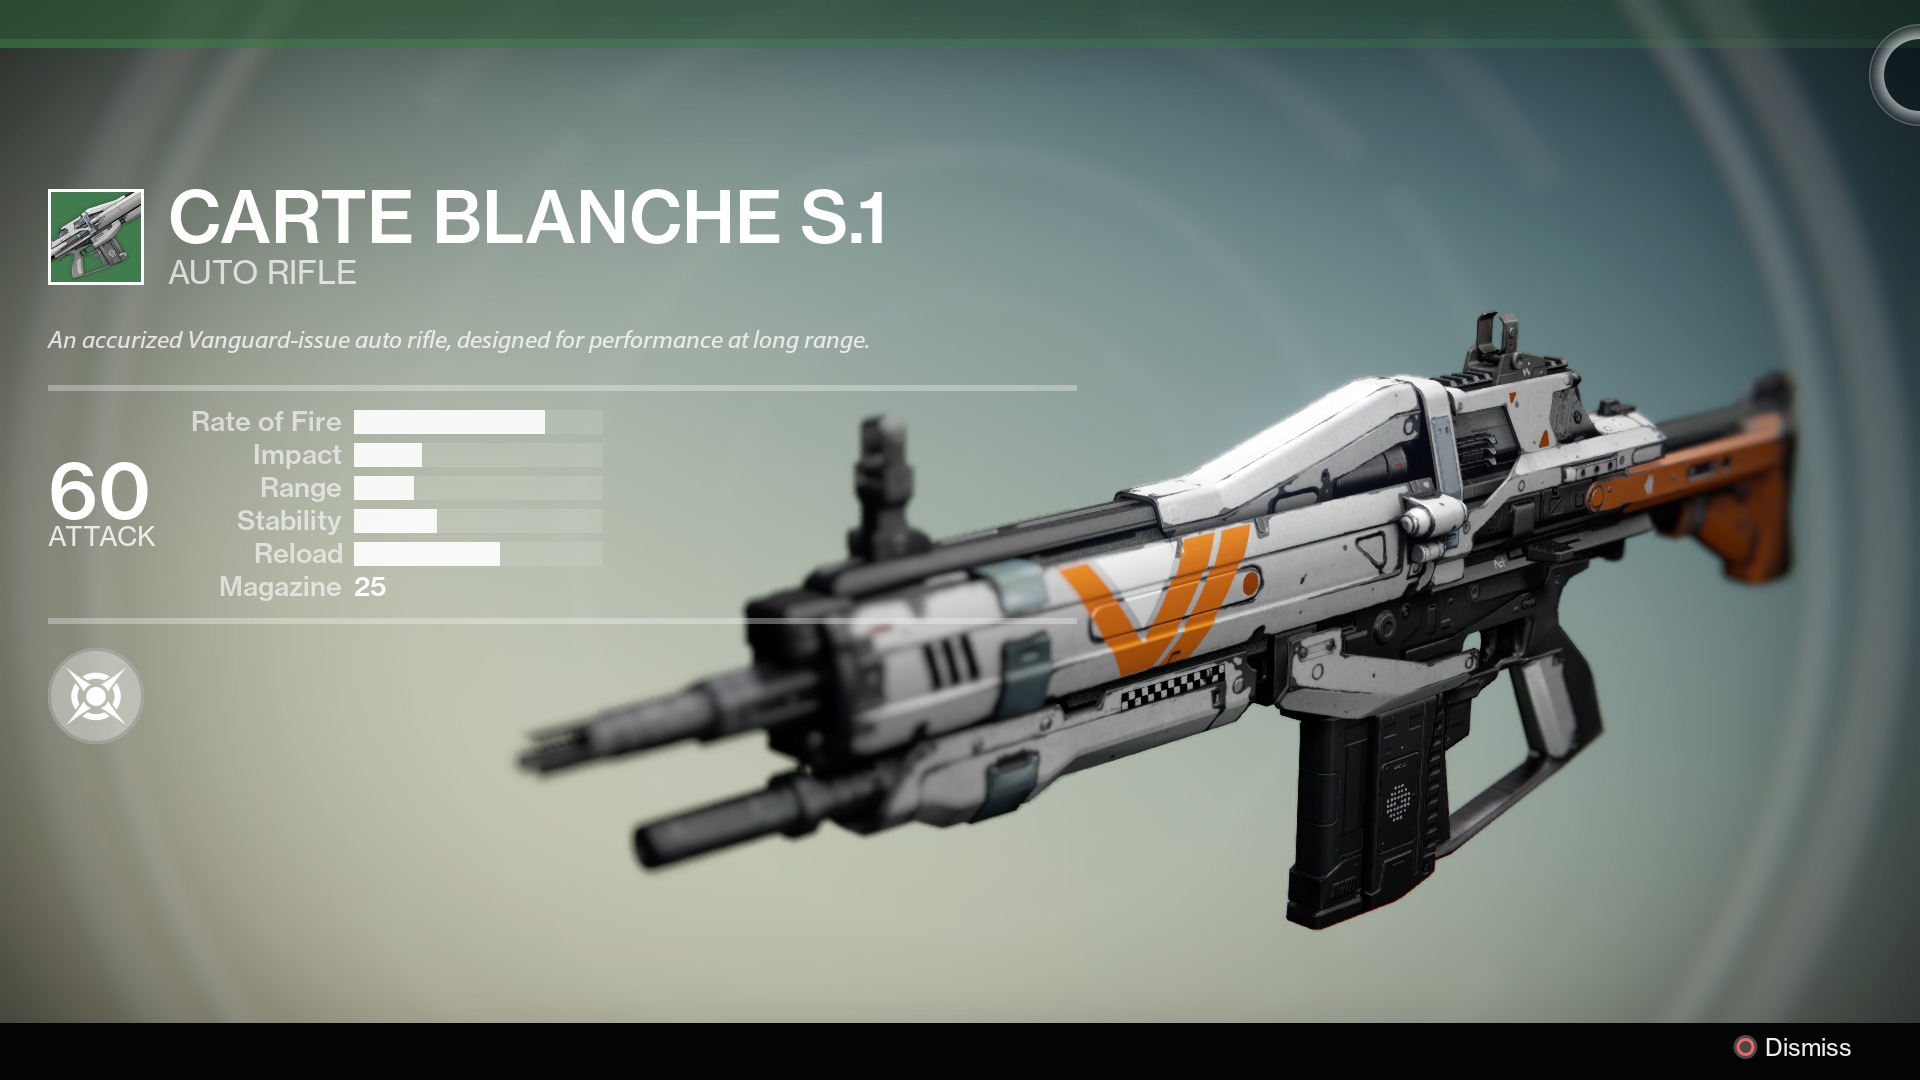 CARTE BLANCHE S.1
AUTO RIFLE
An accurized Vanguard-issue auto rifle, designed for performance at long range.
60
ATTACK
Rate of Fire
Impact
Range
Stability
Reload
Magazine 25
Dismiss